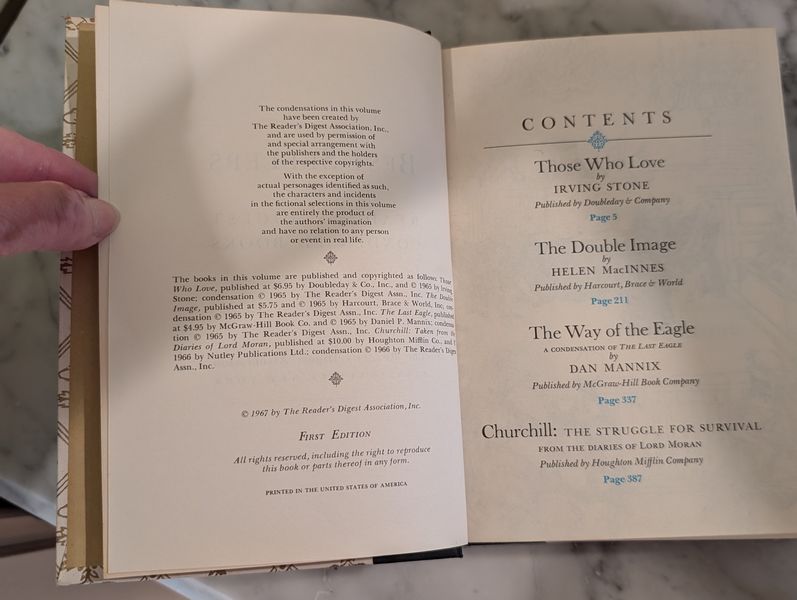 The condensations in this volume
have been created by
The Reader's Digest Association, Inc.,
and are used by permission of
and special arrangement with
the publishers and the holders
of the respective copyrights.
With the exception of
actual personages identified as such,
the characters and incidents
in the fictional selections in this volume
are entirely the product of
the authors' imagination
and have no relation to any person
or event in real life.
The books in this volume are published and copyrighted as follows: Those
Who Love, published at $6.95 by Doubleday & Co., Inc., and © 1965 by Irving
Stone; condensation © 1965 by The Reader's Digest Assn., Inc. The Double
Image, published at $5.75 and © 1965 by Harcourt, Brace & World, Inc; con-
densation © 1965 by The Reader's Digest Assn., Inc. The Last Eagle, published
at $4.95 by McGraw-Hill Book Co. and © 1965 by Daniel P. Mannix; condensa-
tion © 1965 by The Reader's Digest Assn., Inc. Churchill: Taken from the
Diaries of Lord Moran, published at $10.00 by Houghton Mifflin Co., and
1966 by Nutley Publications Ltd.; condensation © 1966 by The Reader's Digest
Assn., Inc.
© 1967 by The Reader's Digest Association, Inc.
First Edition
All rights reserved, including the right to reproduce
this book or parts thereof in any form.
PRINTED IN THE UNITED STATES OF AMERICA
CONTENTS
Those Who Love
by
IRVING STONE
Published by Doubleday & Company
Page 5
The Double Image
by
HELEN MacINNES
Published by Harcourt, Brace & World
Page 211
The Way of the Eagle
A CONDENSATION OF THE LAST EAGLE
by
DAN MANNIX
Published by McGraw-Hill Book Company
Page 337
Churchill: THE STRUGGLE FOR SURVIVAL
FROM THE DIARIES OF LORD MORAN
Published by Houghton Mifflin Company
Page 387